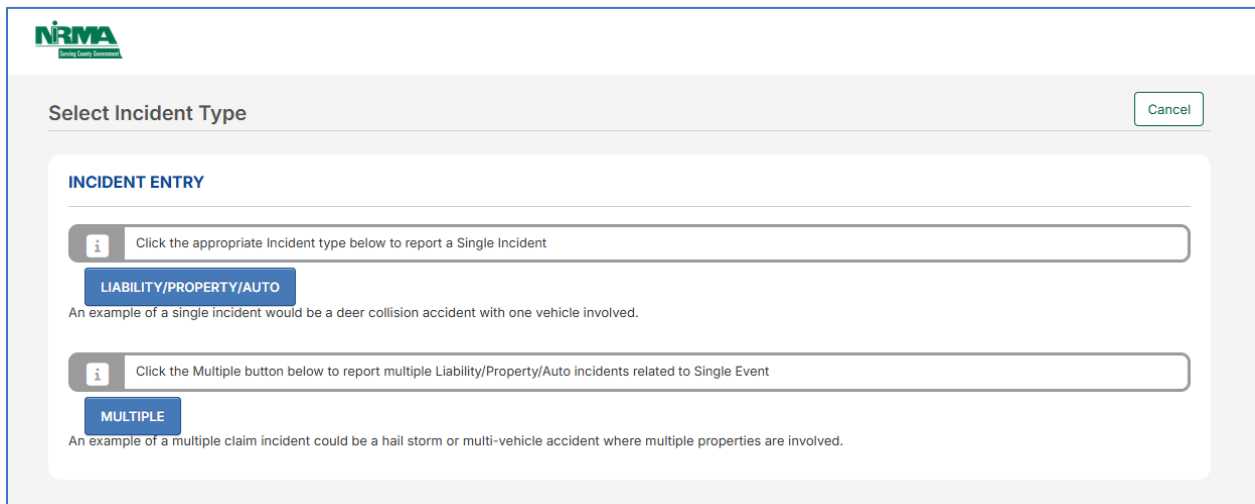 NIRMA
Serving County Government
Select Incident Type
Cancel
INCIDENT ENTRY
Click the appropriate Incident type below to report a Single Incident
LIABILITY/PROPERTY/AUTO
An example of a single incident would be a deer collision accident with one vehicle involved.
Click the Multiple button below to report multiple Liability/Property/Auto incidents related to Single Event
MULTIPLE
An example of a multiple claim incident could be a hail storm or multi-vehicle accident where multiple properties are involved.